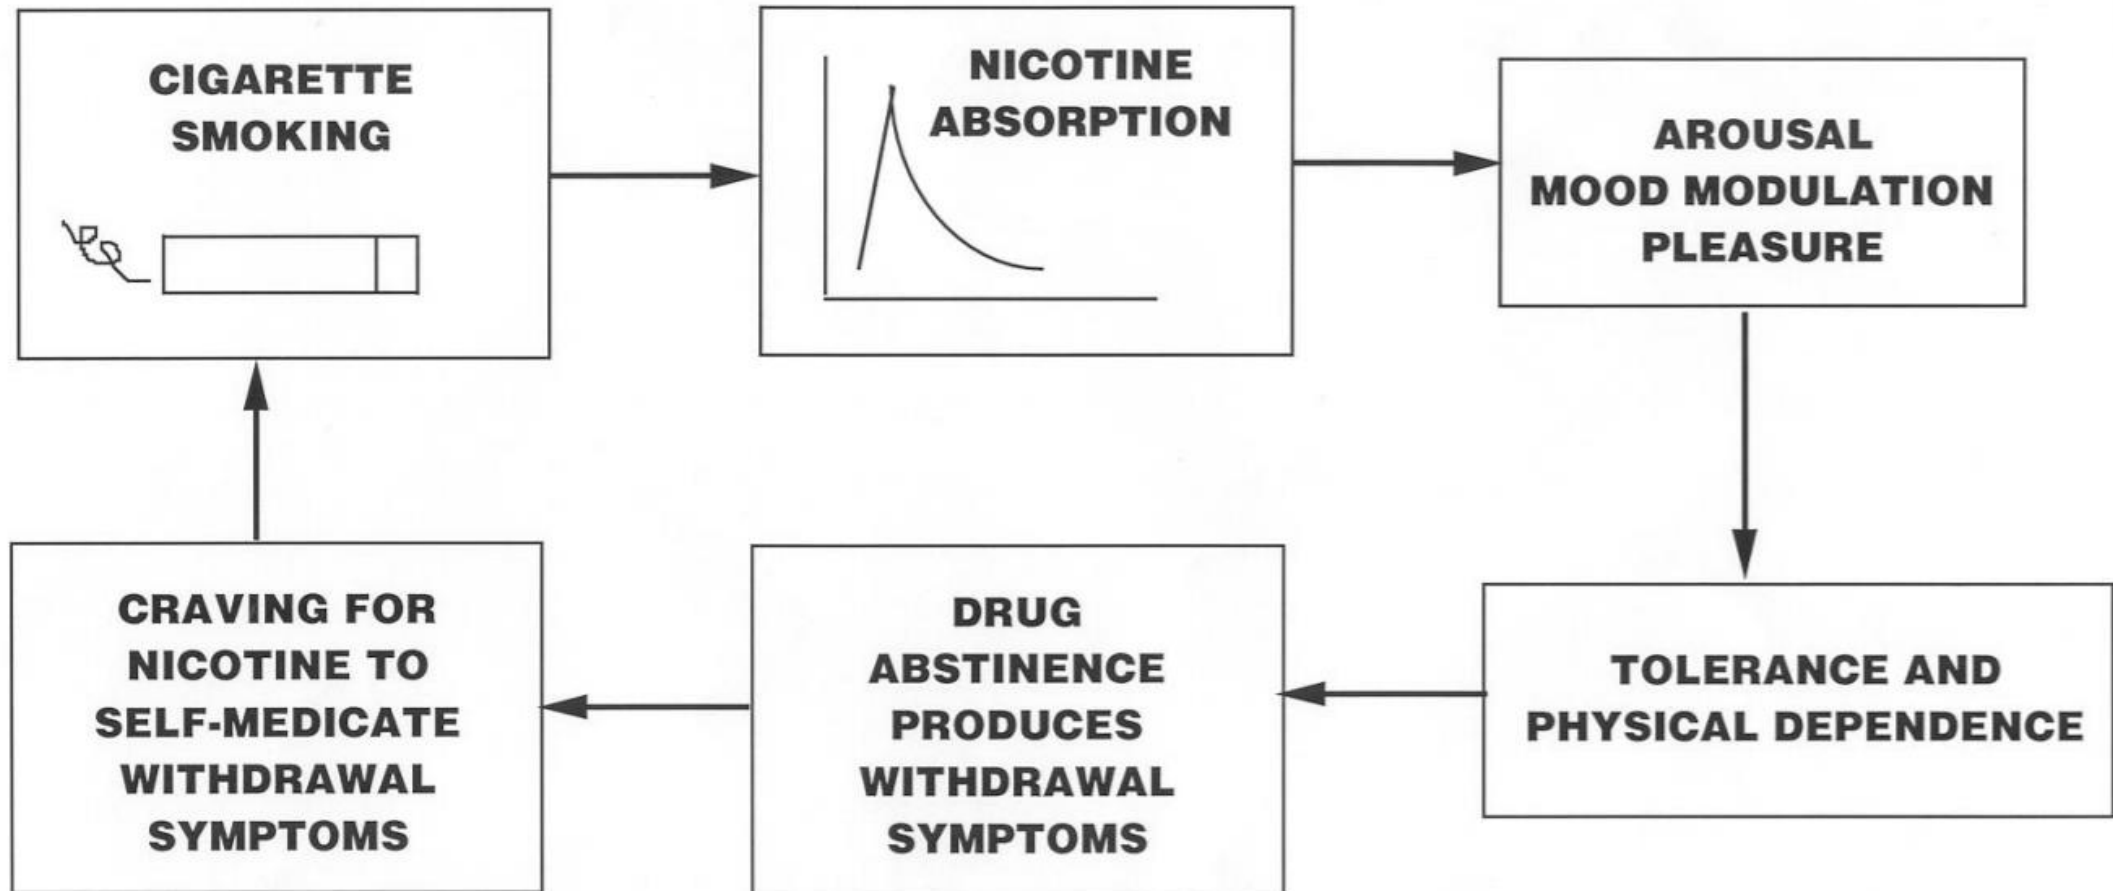 CIGARETTE
SMOKING
NICOTINE
ABSORPTION
AROUSAL
MOOD MODULATION
PLEASURE
TOLERANCE AND
PHYSICAL DEPENDENCE
DRUG
ABSTINENCE
PRODUCES
WITHDRAWAL
SYMPTOMS
CRAVING FOR
NICOTINE TO
SELF-MEDICATE
WITHDRAWAL
SYMPTOMS